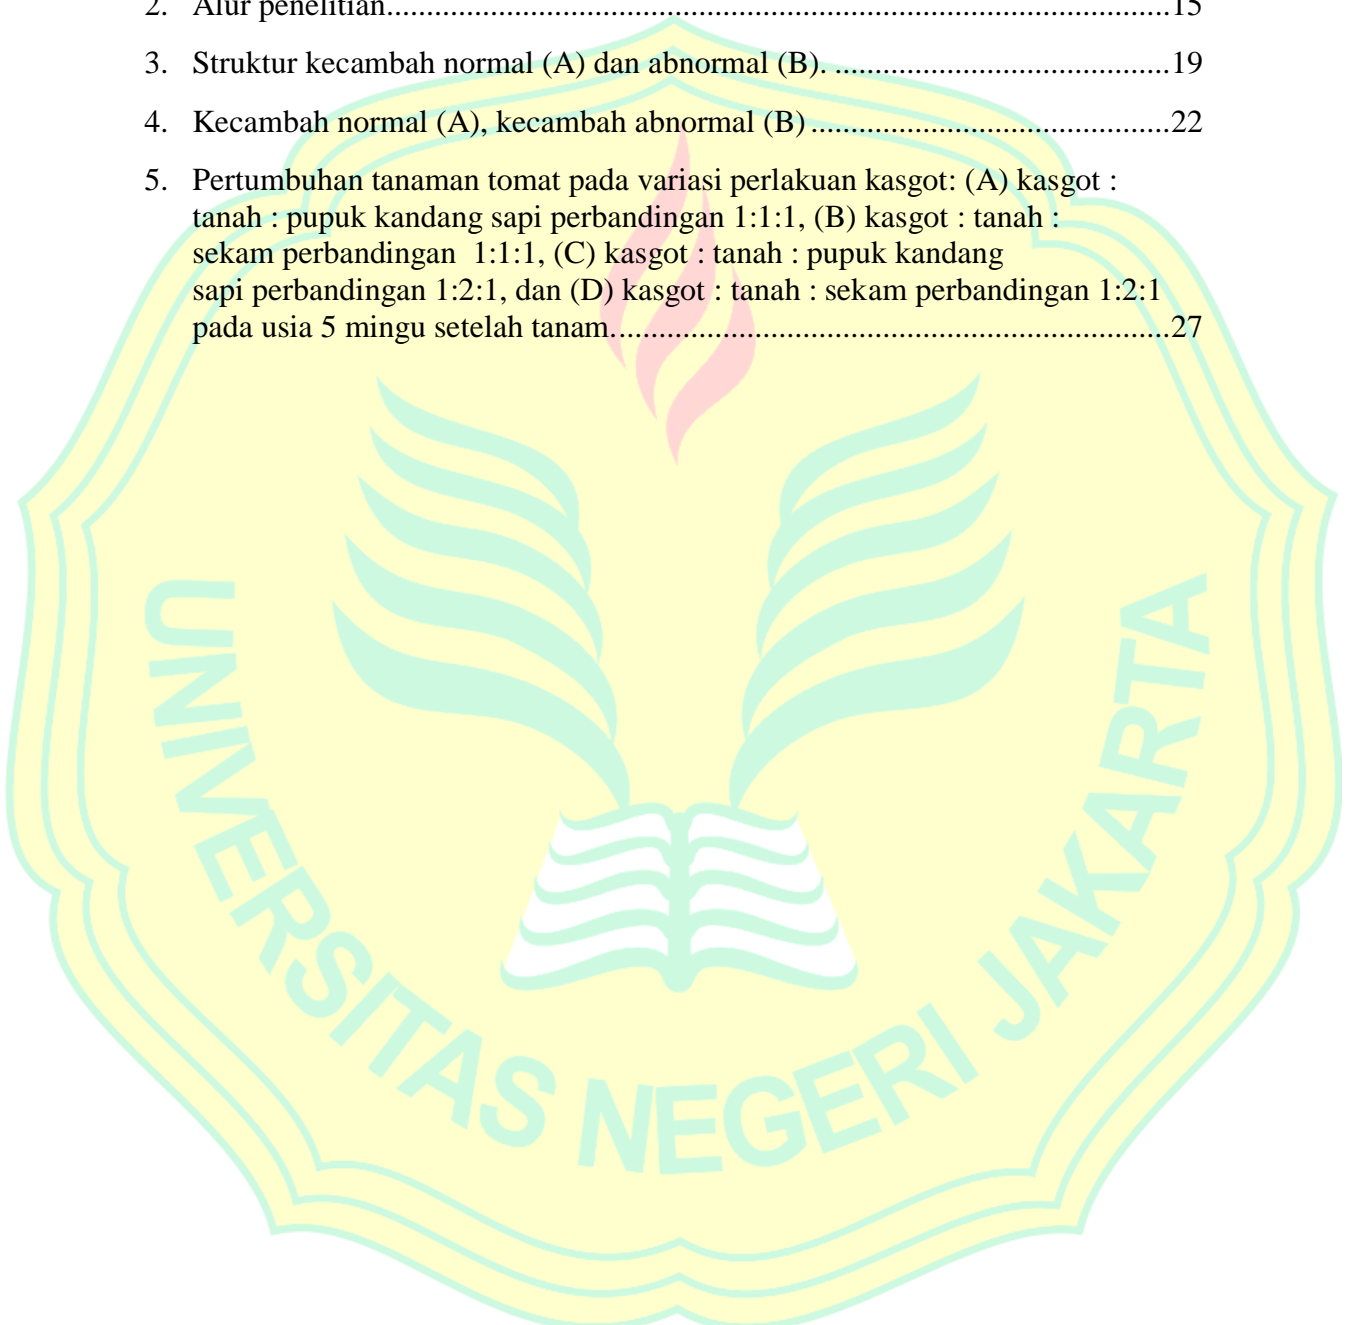 2. Alur penelitian....................................................................................................15
3. Struktur kecambah normal (A) dan abnormal (B). ...........................................19
4. Kecambah normal (A), kecambah abnormal (B) ..............................................22
5. Pertumbuhan tanaman tomat pada variasi perlakuan kasgot: (A) kasgot :
tanah : pupuk kandang sapi perbandingan 1:1:1, (B) kasgot : tanah :
sekam perbandingan 1:1:1, (C) kasgot : tanah : pupuk kandang
sapi perbandingan 1:2:1, dan (D) kasgot : tanah : sekam perbandingan 1:2:1
pada usia 5 mingu setelah tanam.......................................................................27
UNIVERSITAS NEGERI JAKARTA